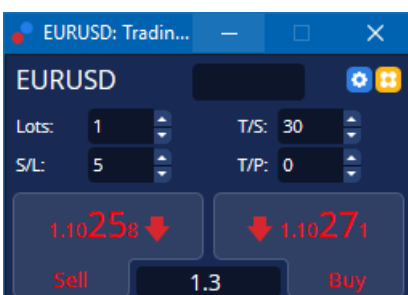 EURUSD: Tradin...
EURUSD
Lots: 1 T/S: 30
S/L: 5 T/P: 0
1.10258 1.10271
Sell 1.3 Buy